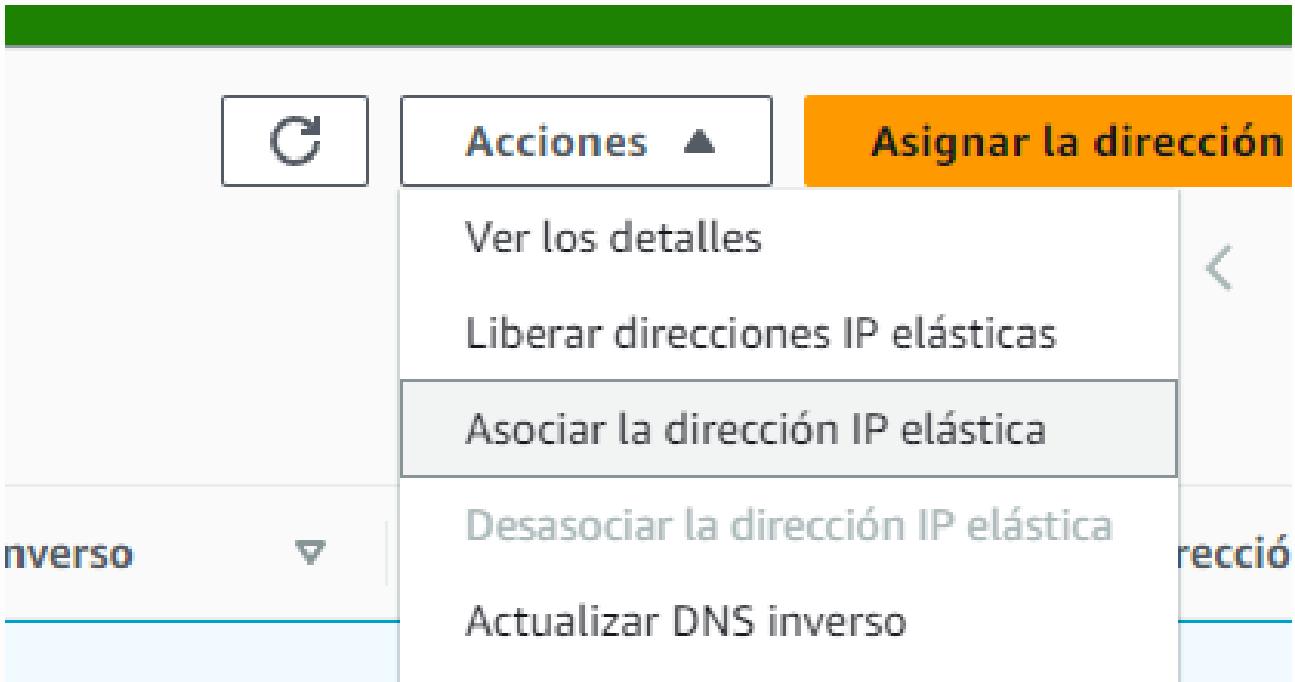 Acciones
Asignar la dirección
Ver los detalles
Liberar direcciones IP elásticas
Asociar la dirección IP elástica
Desasociar la dirección IP elástica
nverso
recció
Actualizar DNS inverso